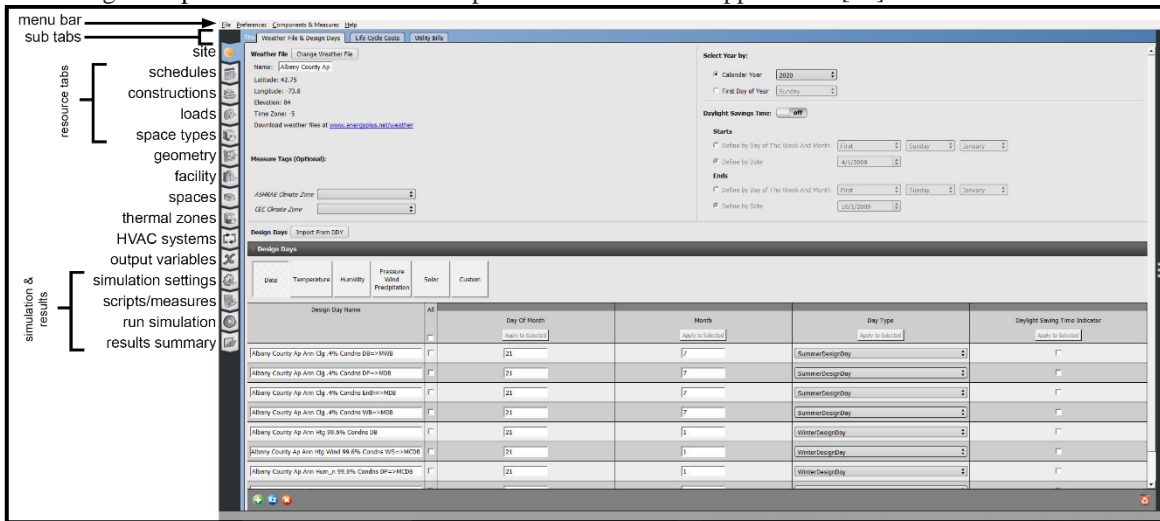 menu bar
sub tabs
site
schedules
constructions
loads
space types
geometry
facility
spaces
thermal zones
HVAC systems
output variables
simulation settings
scripts/measures
run simulation
results summary
resource tabs
simulation &
results
File Preferences Components & Measures Help
Weather File & Design Days Life Cycle Costs Utility Bills
Weather File Change Weather File
Name: Albany County Ap
Latitude: 42.75
Longitude: -73.8
Elevation: 84
Time Zone: -5
Download weather files at www.energyplus.net/weather
Measure Tags (Optional):
ASHRAE Climate Zone
CEC Climate Zone
Select Year by:
Calendar Year 2020
First Day of Year Sunday
Daylight Savings Time: off
Starts
Define by Day of The Week And Month First Sunday January
Define by Date 4/1/2009
Ends
Define by Day of The Week And Month First Sunday January
Define by Date 10/1/2009
Design Days Import From DDY
Design Days
Date Temperature Humidity Pressure Wind Precipitation Solar Custom
Design Day Name All Day Of Month Month Day Type Daylight Saving Time Indicator
Apply to Selected Apply to Selected Apply to Selected Apply to Selected
Albany County Ap Ann Clg .4% Condns DB=>MWB 21 7 SummerDesignDay
Albany County Ap Ann Clg .4% Condns DP=>MDB 21 7 SummerDesignDay
Albany County Ap Ann Clg .4% Condns Enth=>MDB 21 7 SummerDesignDay
Albany County Ap Ann Clg .4% Condns WB=>MDB 21 7 SummerDesignDay
Albany County Ap Ann Htg 99.6% Condns DB 21 1 WinterDesignDay
Albany County Ap Ann Htg Wind 99.6% Condns WS=>MCDB 21 1 WinterDesignDay
Albany County Ap Ann Hum_n 99.6% Condns DP=>MCDB 21 1 WinterDesignDay